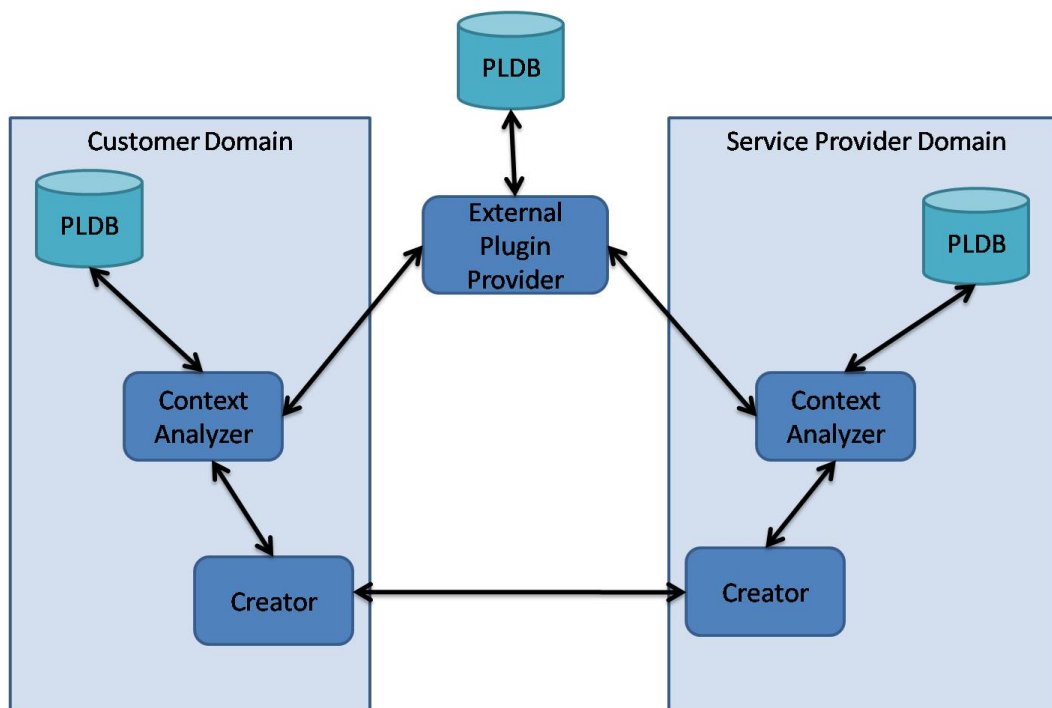 PLDB
Customer Domain
Service Provider Domain
PLDB
External
Plugin
Provider
PLDB
Context
Analyzer
Context
Analyzer
Creator
Creator